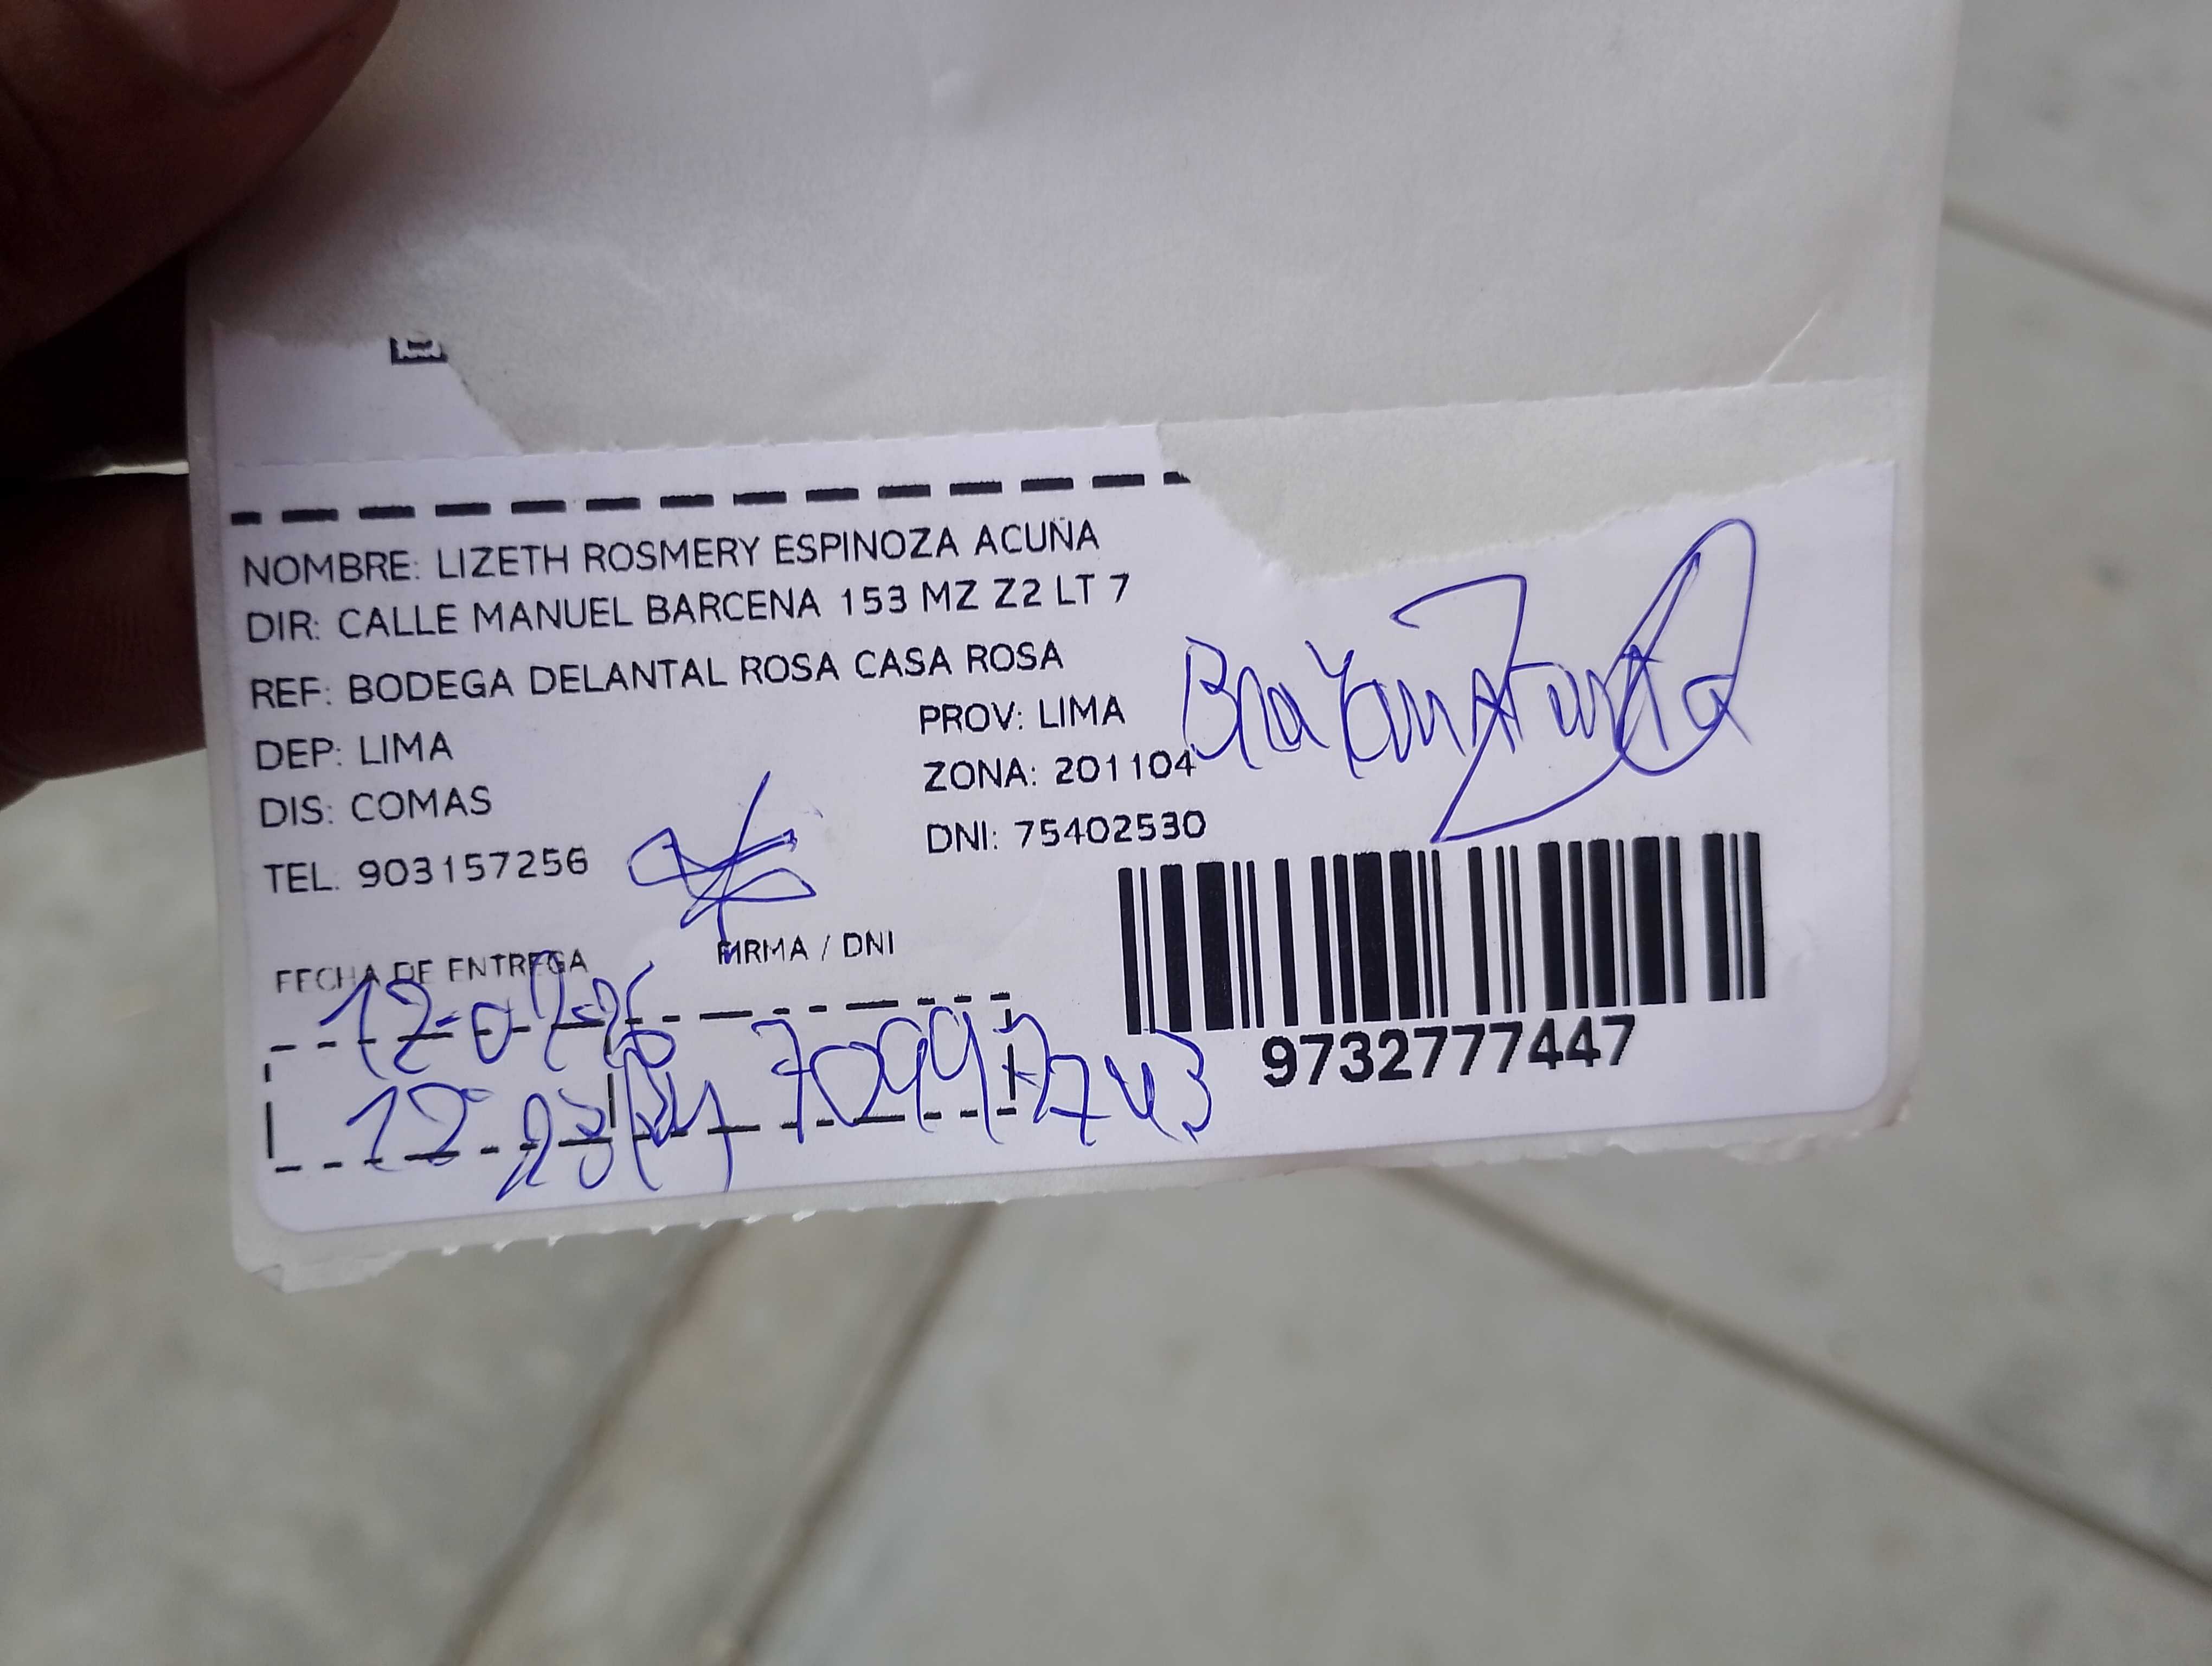 NOMBRE: LIZETH ROSMERY ESPINOZA ACUÑA
DIR: CALLE MANUEL BARCENA 153 MZ Z2 LT 7
REF: BODEGA DELANTAL ROSA CASA ROSA
DEP: LIMA PROV: LIMA
DIS: COMAS ZONA: 201104
TEL: 903157256 DNI: 75402530
FECHA DE ENTREGA FIRMA / DNI
9732777447